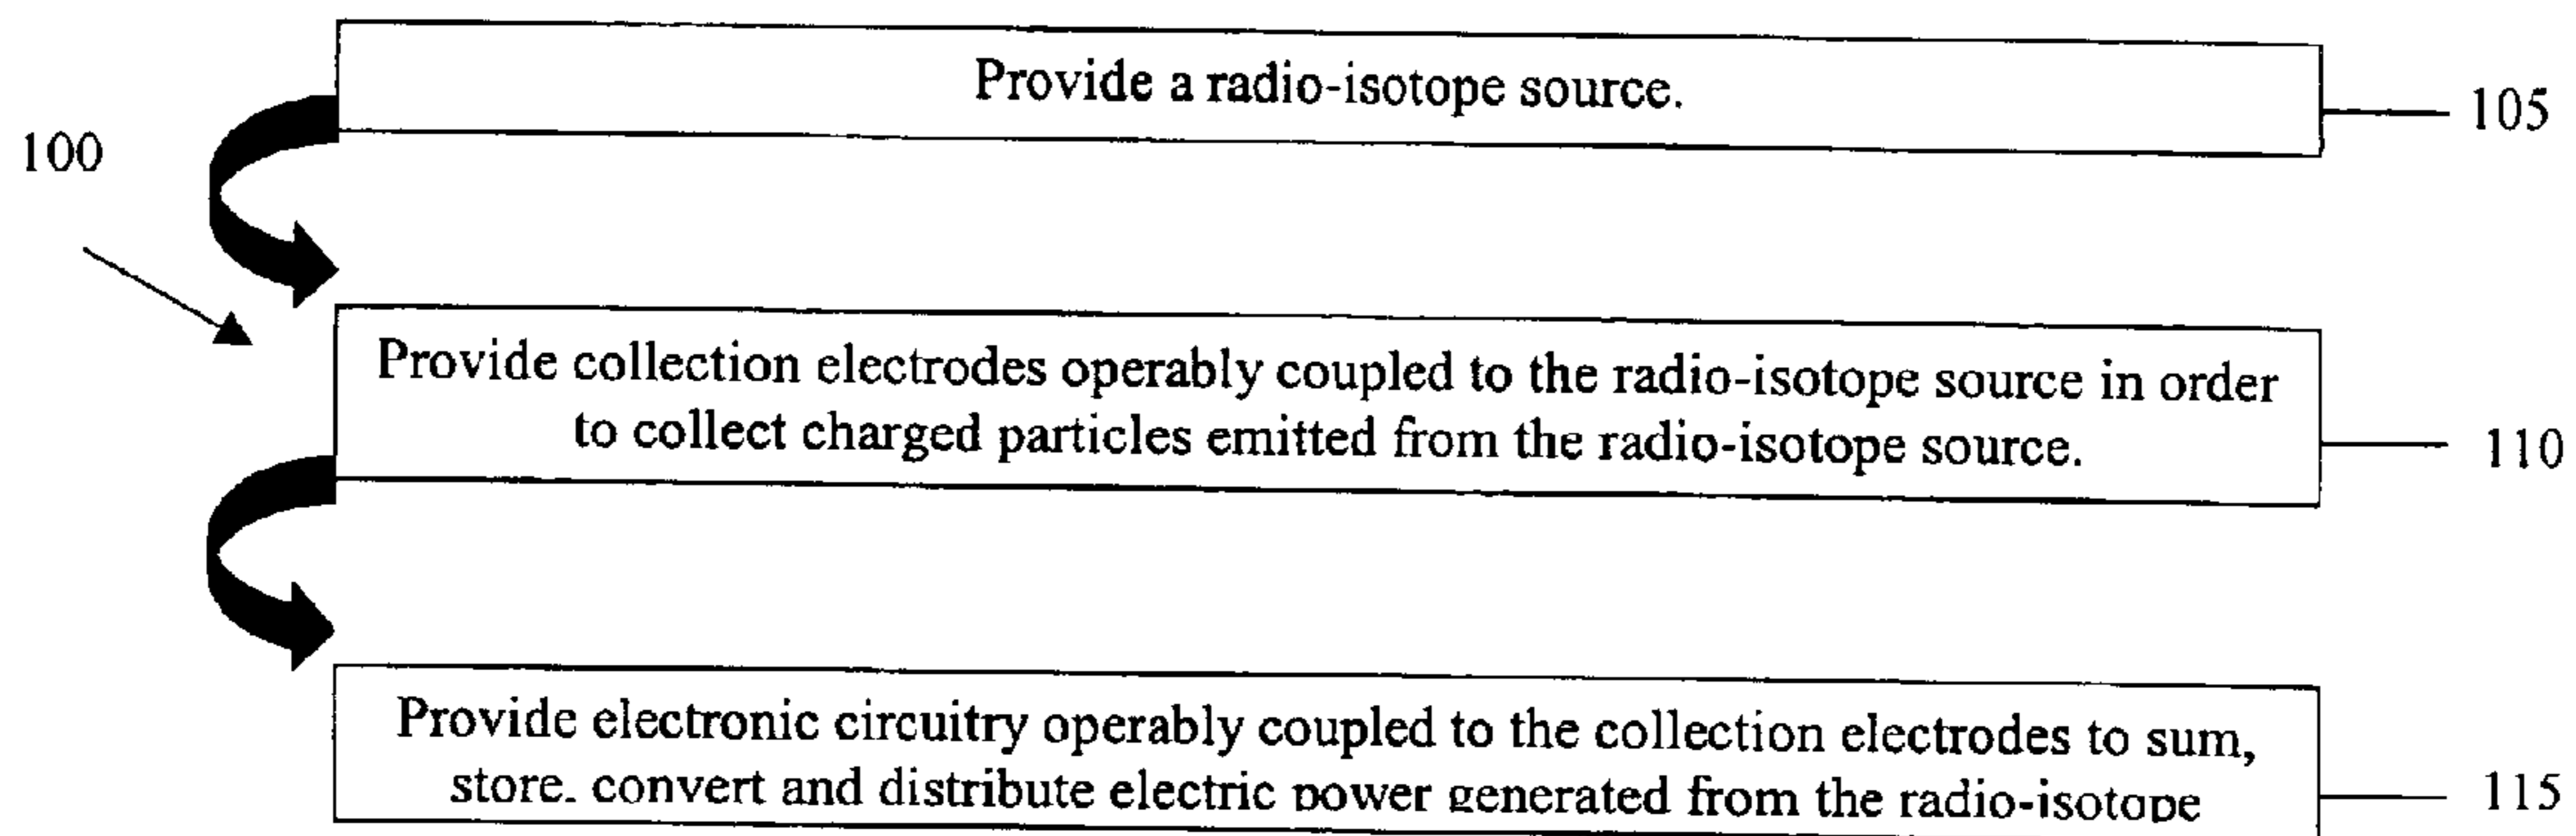 Provide a radio-isotope source.
105
100
Provide collection electrodes operably coupled to the radio-isotope source in order
to collect charged particles emitted from the radio-isotope source.
110
Provide electronic circuitry operably coupled to the collection electrodes to sum,
store, convert and distribute electric power generated from the radio-isotope
115